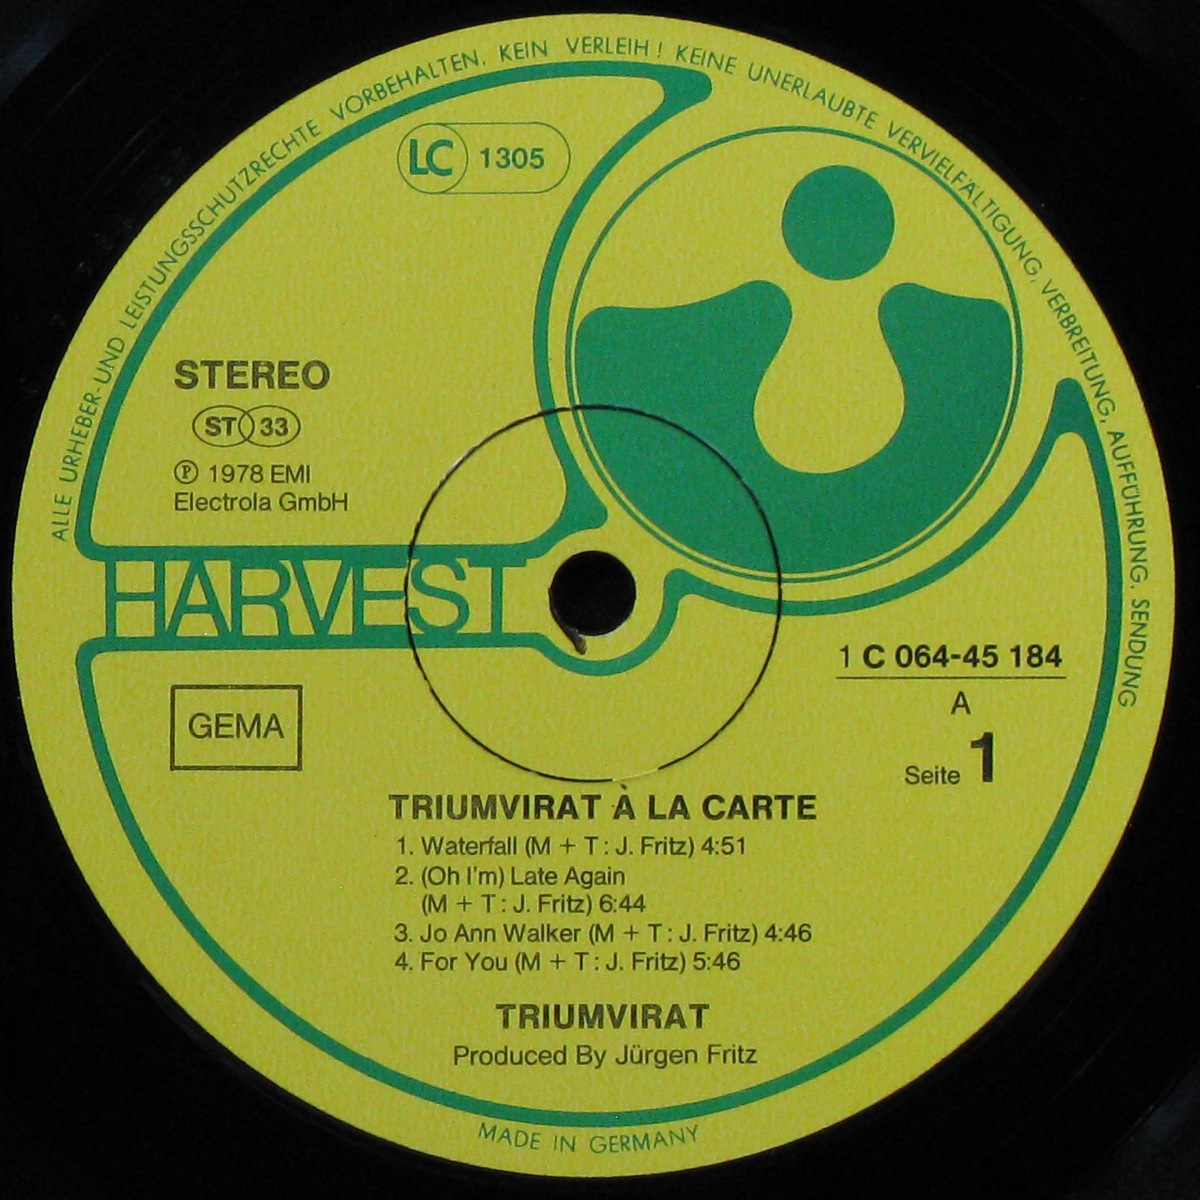 ALLE URHEBER-UND LEISTUNGSSCHUTZRECHTE VORBEHALTEN. KEIN VERLEIH! KEINE UNERLAUBTE VERVIELFÄLTIGUNG, VERBREITUNG, AUFFÜHRUNG, SENDUNG
LC 1305
STEREO
ST 33
Ⓟ 1978 EMI
Electrola GmbH
HARVEST
GEMA
1 C 064-45 184
A
Seite 1
TRIUMVIRAT À LA CARTE
1. Waterfall (M + T : J. Fritz) 4:51
2. (Oh I'm) Late Again
(M + T : J. Fritz) 6:44
3. Jo Ann Walker (M + T : J. Fritz) 4:46
4. For You (M + T : J. Fritz) 5:46
TRIUMVIRAT
Produced By Jürgen Fritz
MADE IN GERMANY